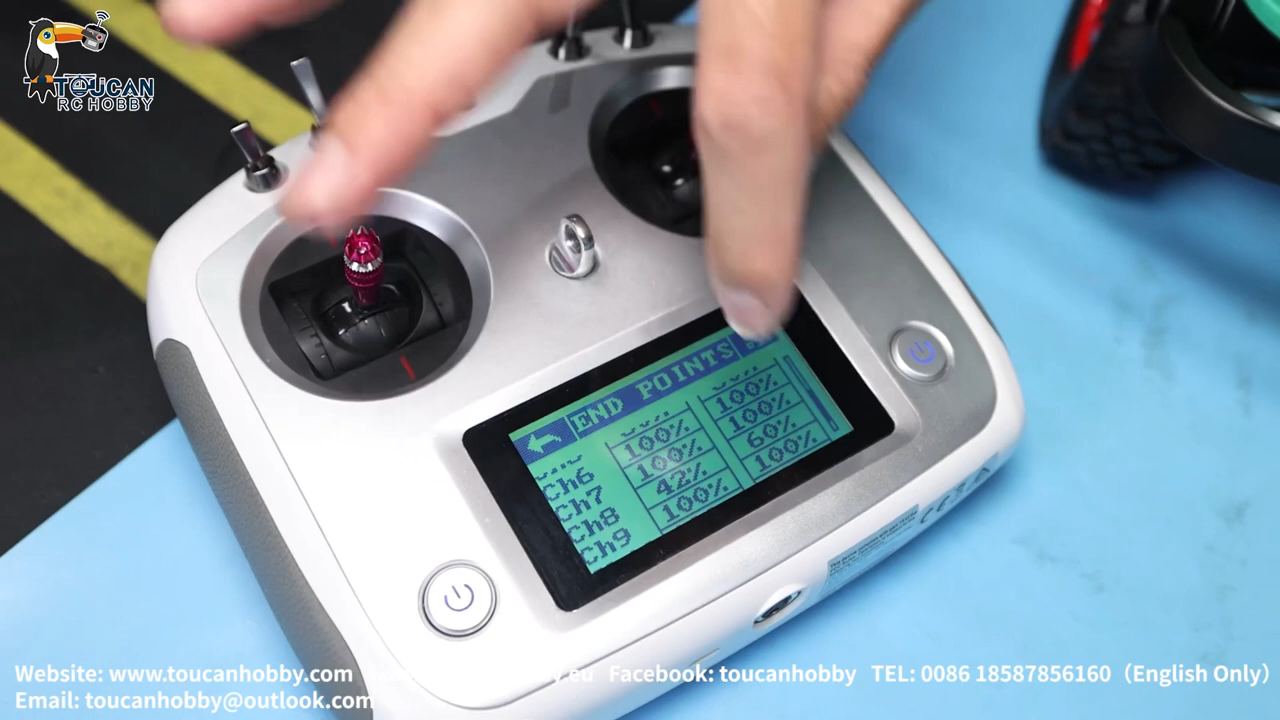 TOUCAN
RC HOBBY
END POINTS
100% 100%
Ch6 100% 100%
Ch7 42% 60%
Ch8 100% 100%
Ch9
Website: www.toucanhobby.com .eu Facebook: toucanhobby TEL: 0086 18587856160（English Only）
Email: toucanhobby@outlook.com